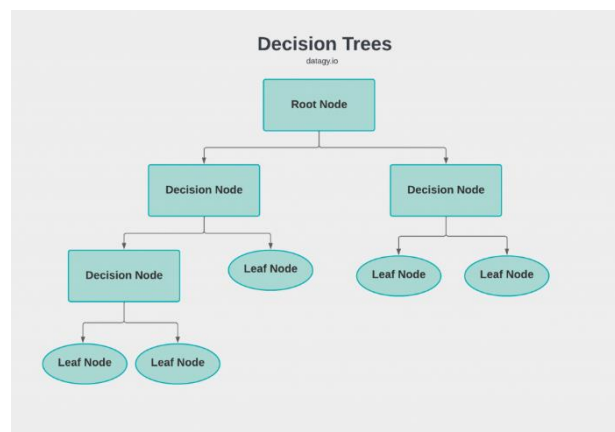 Decision Trees
datagy.io
Root Node
Decision Node
Decision Node
Decision Node
Leaf Node
Leaf Node
Leaf Node
Leaf Node
Leaf Node